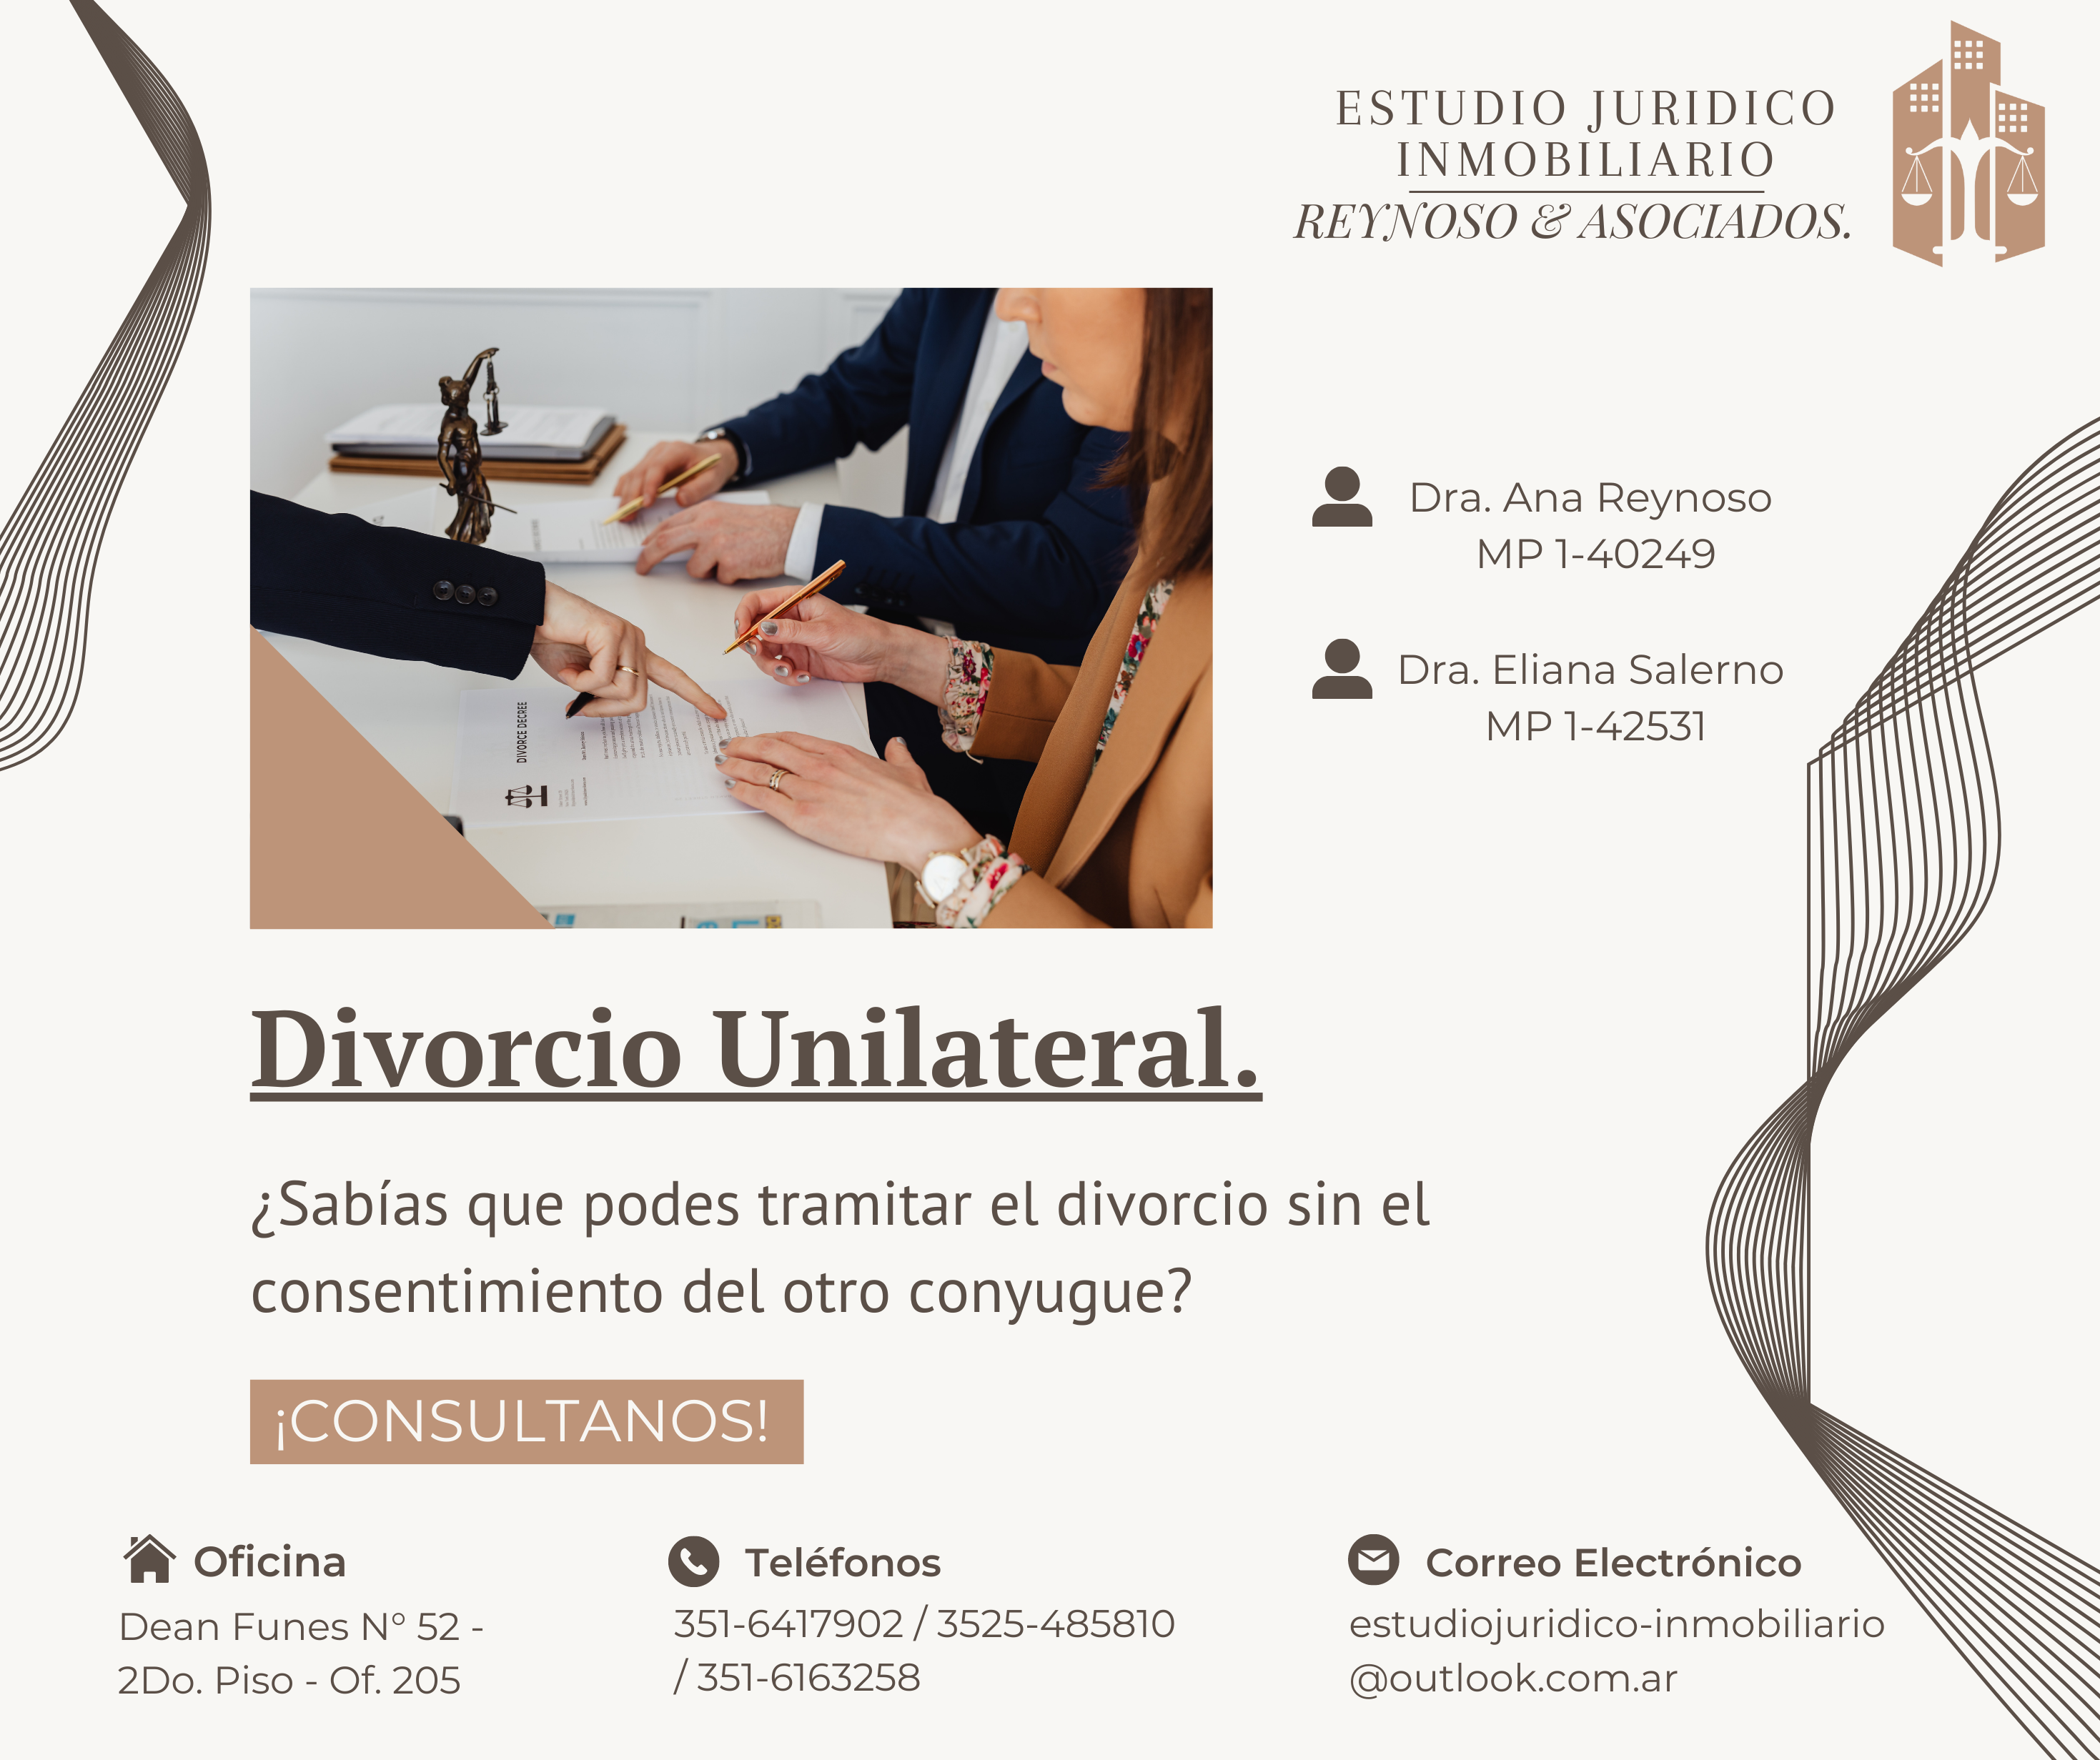 ESTUDIO JURIDICO
INMOBILIARIO
REYNOSO & ASOCIADOS.
Dra. Ana Reynoso
MP 1-40249
Dra. Eliana Salerno
MP 1-42531
DIVORCE DECREE
Divorcio Unilateral.
¿Sabías que podes tramitar el divorcio sin el
consentimiento del otro conyugue?
¡CONSULTANOS!
Oficina
Dean Funes N° 52 -
2Do. Piso - Of. 205
Teléfonos
351-6417902 / 3525-485810
/ 351-6163258
Correo Electrónico
estudiojuridico-inmobiliario
@outlook.com.ar